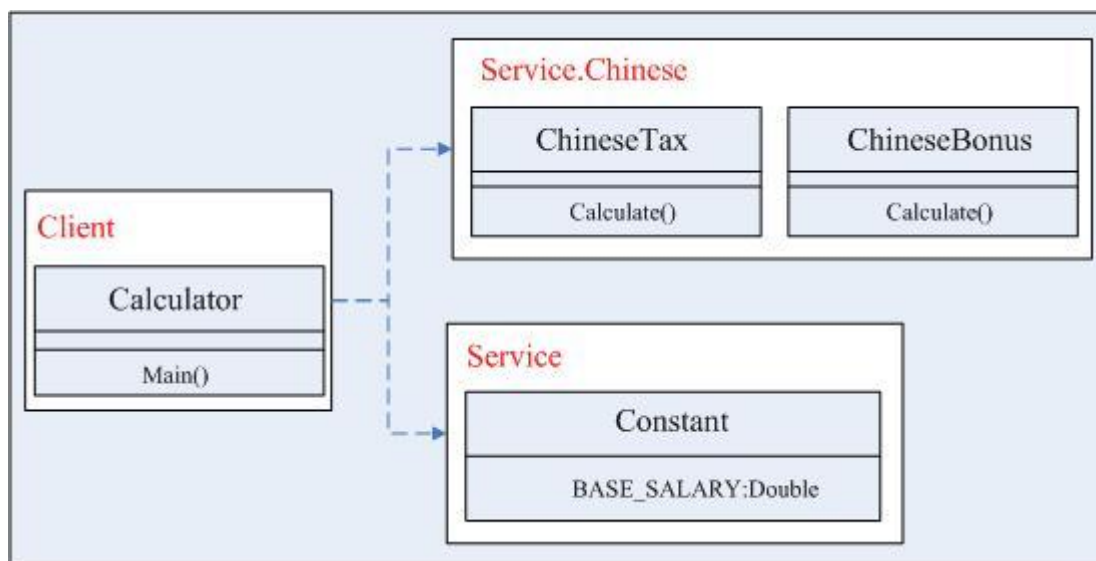 Service.Chinese
ChineseTax
Calculate()
ChineseBonus
Calculate()
Client
Calculator
Main()
Service
Constant
BASE_SALARY:Double